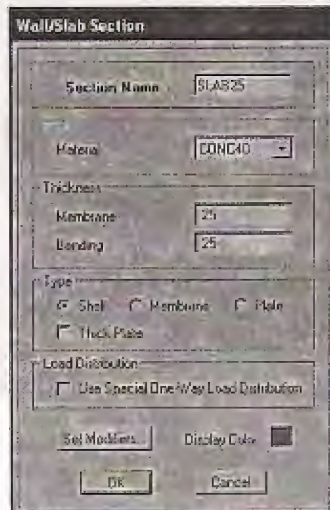 Wall/Slab Section
Section Name SLAB25
Material CONC40
Thickness
Membrane .25
Bending .25
Type
Shell Membrane Plate
Thick Plate
Load Distribution
Use Special One-Way Load Distribution
Set Modifiers... Display Color
OK Cancel